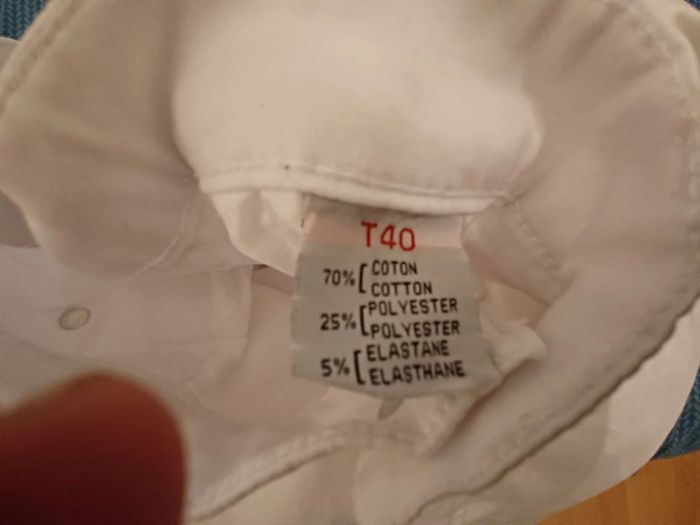 T40
70% [ COTON
COTTON
25% [ POLYESTER
POLYESTER
5% [ ELASTANE
ELASTHANE